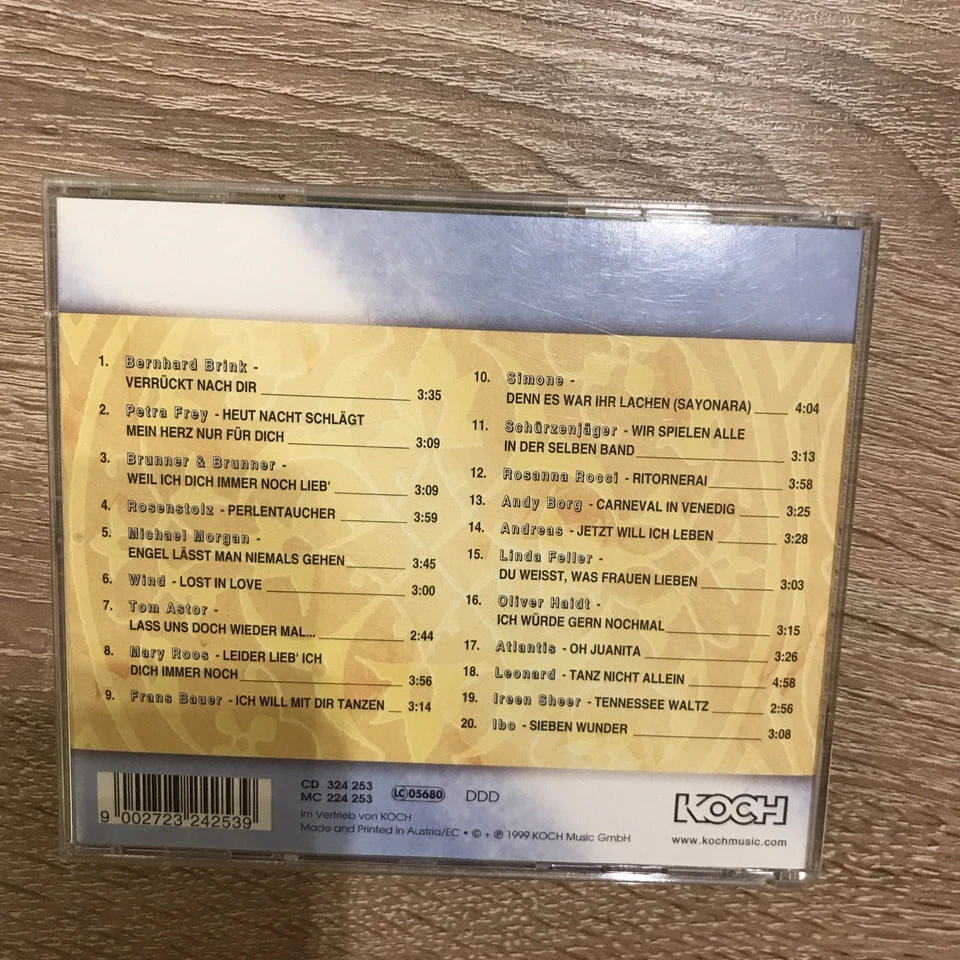 1. Bernhard Brink -
VERRÜCKT NACH DIR 3:35
2. Petra Frey - HEUT NACHT SCHLÄGT
MEIN HERZ NUR FÜR DICH 3:09
3. Brunner & Brunner -
WEIL ICH DICH IMMER NOCH LIEB' 3:09
4. Rosenstolz - PERLENTAUCHER 3:59
5. Michael Morgan -
ENGEL LÄSST MAN NIEMALS GEHEN 3:45
6. Wind - LOST IN LOVE 3:00
7. Tom Astor -
LASS UNS DOCH WIEDER MAL... 2:44
8. Mary Roos - LEIDER LIEB' ICH
DICH IMMER NOCH 3:56
9. Frans Bauer - ICH WILL MIT DIR TANZEN 3:14
10. Simone -
DENN ES WAR IHR LACHEN (SAYONARA) 4:04
11. Schürzenjäger - WIR SPIELEN ALLE
IN DER SELBEN BAND 3:13
12. Rosanna Rocci - RITORNERAI 3:58
13. Andy Borg - CARNEVAL IN VENEDIG 3:25
14. Andreas - JETZT WILL ICH LEBEN 3:28
15. Linda Feller -
DU WEISST, WAS FRAUEN LIEBEN 3:03
16. Oliver Haidt -
ICH WÜRDE GERN NOCHMAL 3:15
17. Atlantis - OH JUANITA 3:26
18. Leonard - TANZ NICHT ALLEIN 4:58
19. Ireen Sheer - TENNESSEE WALTZ 2:56
20. Ibo - SIEBEN WUNDER 3:08
9 002723 242539
CD 324 253
MC 224 253
LC 05680
DDD
Im Vertrieb von KOCH
Made and Printed in Austria/EC • © + ℗ 1999 KOCH Music GmbH
KOCH
www.kochmusic.com